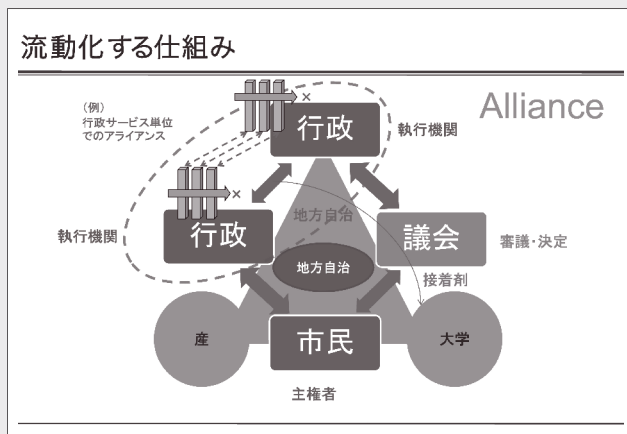 流動化する仕組み
Alliance
（例）
行政サービス単位
でのアライアンス
×
行政
執行機関
×
地方自治
行政
議会
執行機関
審議・決定
地方自治
接着剤
産
市民
大学
主権者